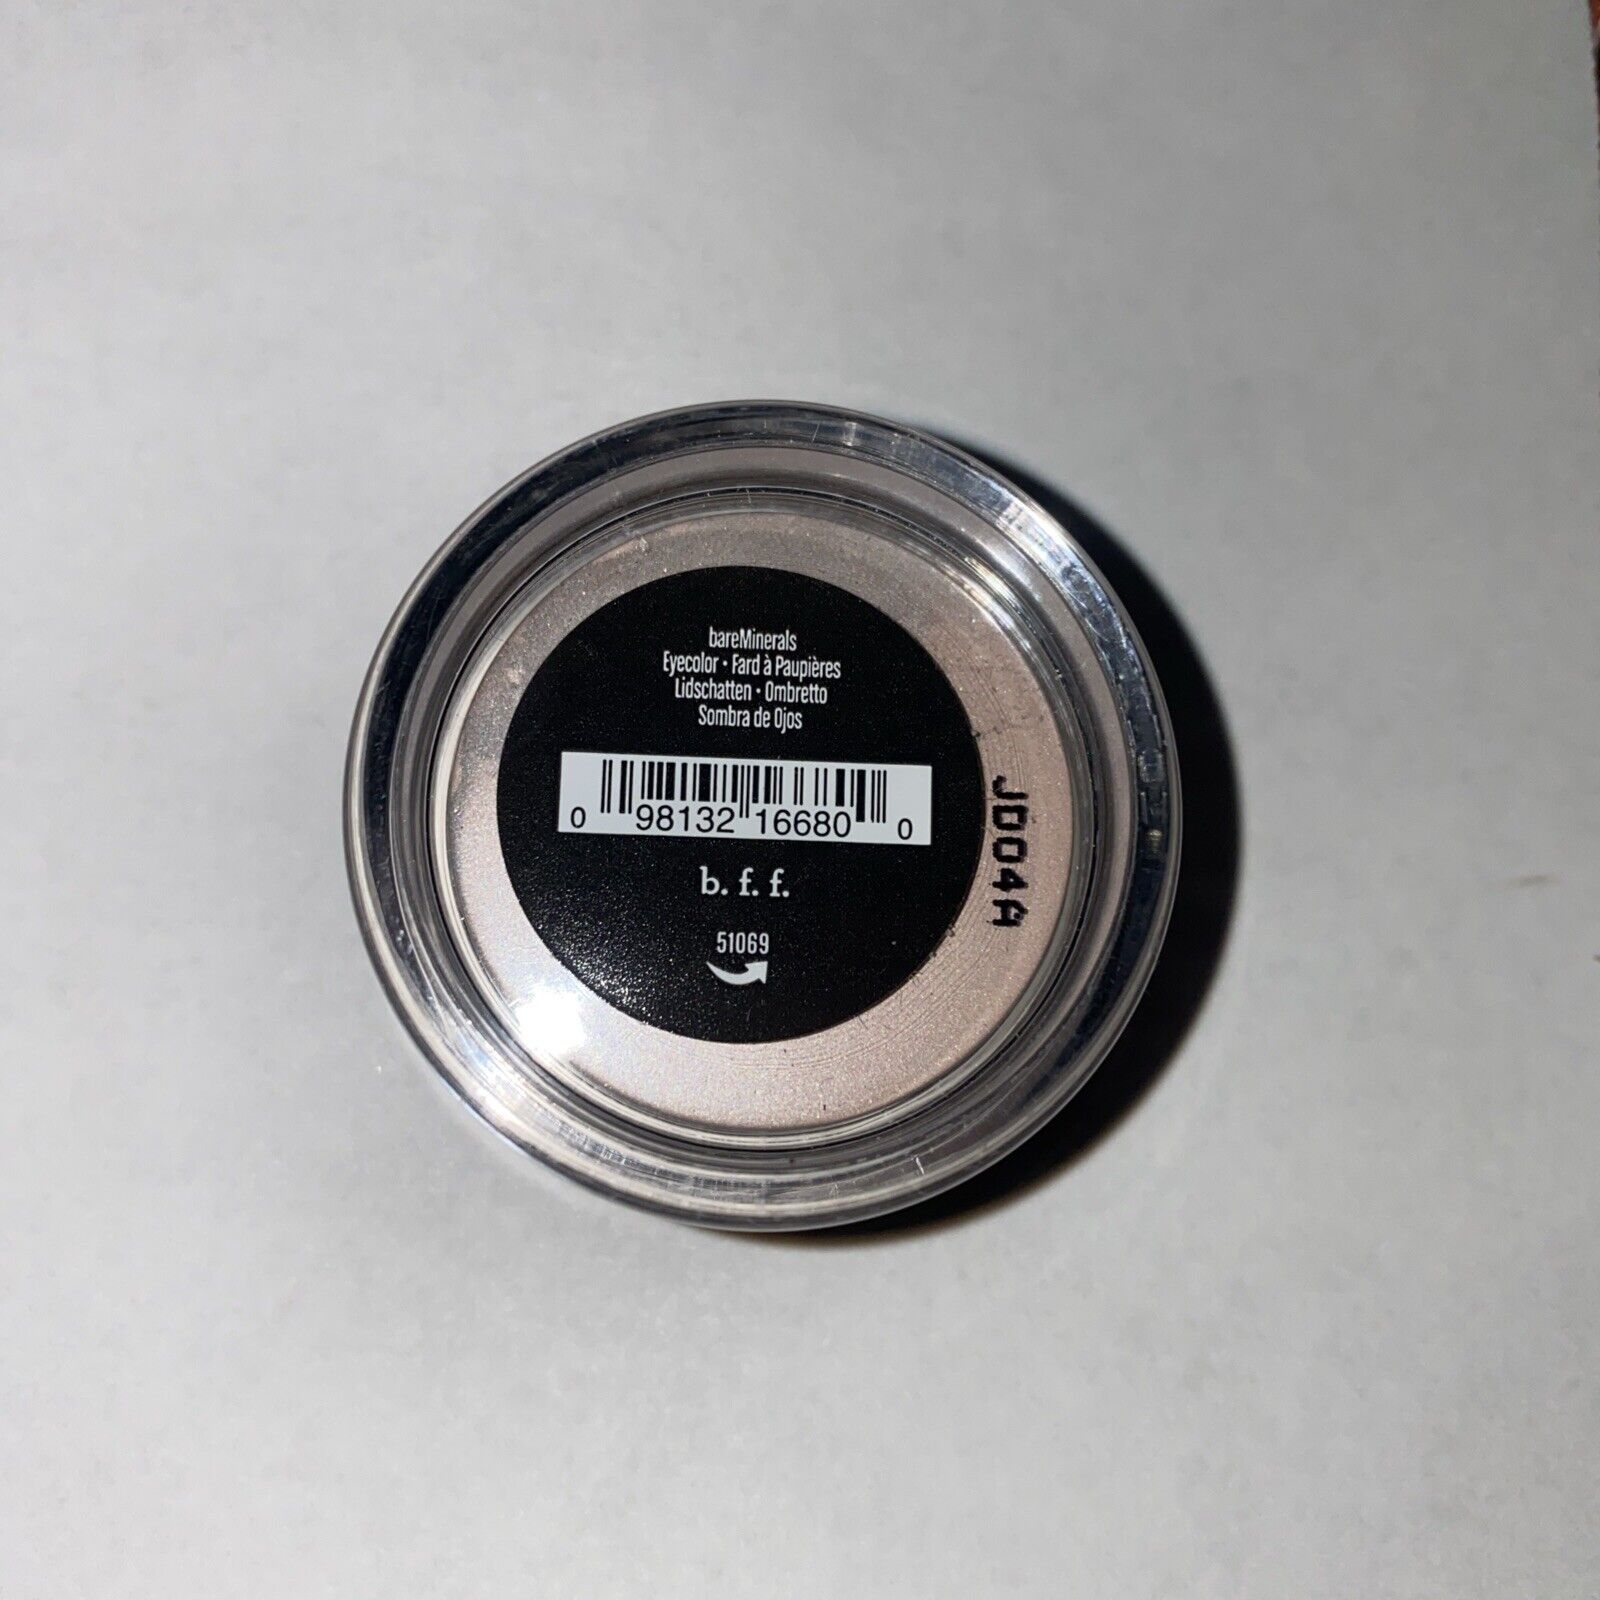 bareMinerals
Eyecolor · Fard à Paupières
Lidschatten · Ombretto
Sombra de Ojos
0 98132 16680 0
b. f. f.
51069
JD04A